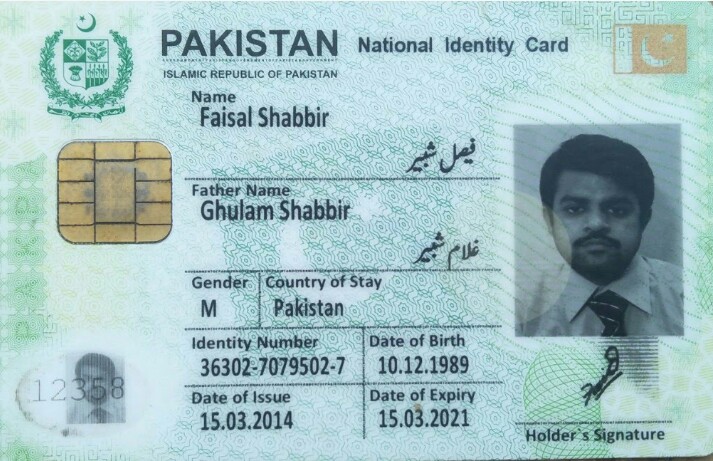 PAKISTAN National Identity Card
ISLAMIC REPUBLIC OF PAKISTAN
Name
Faisal Shabbir
فیصل شبیر
Father Name
Ghulam Shabbir
غلام شبیر
Gender Country of Stay
M Pakistan
Identity Number Date of Birth
36302-7079502-7 10.12.1989
12358
Date of Issue Date of Expiry
15.03.2014 15.03.2021
Holder`s Signature